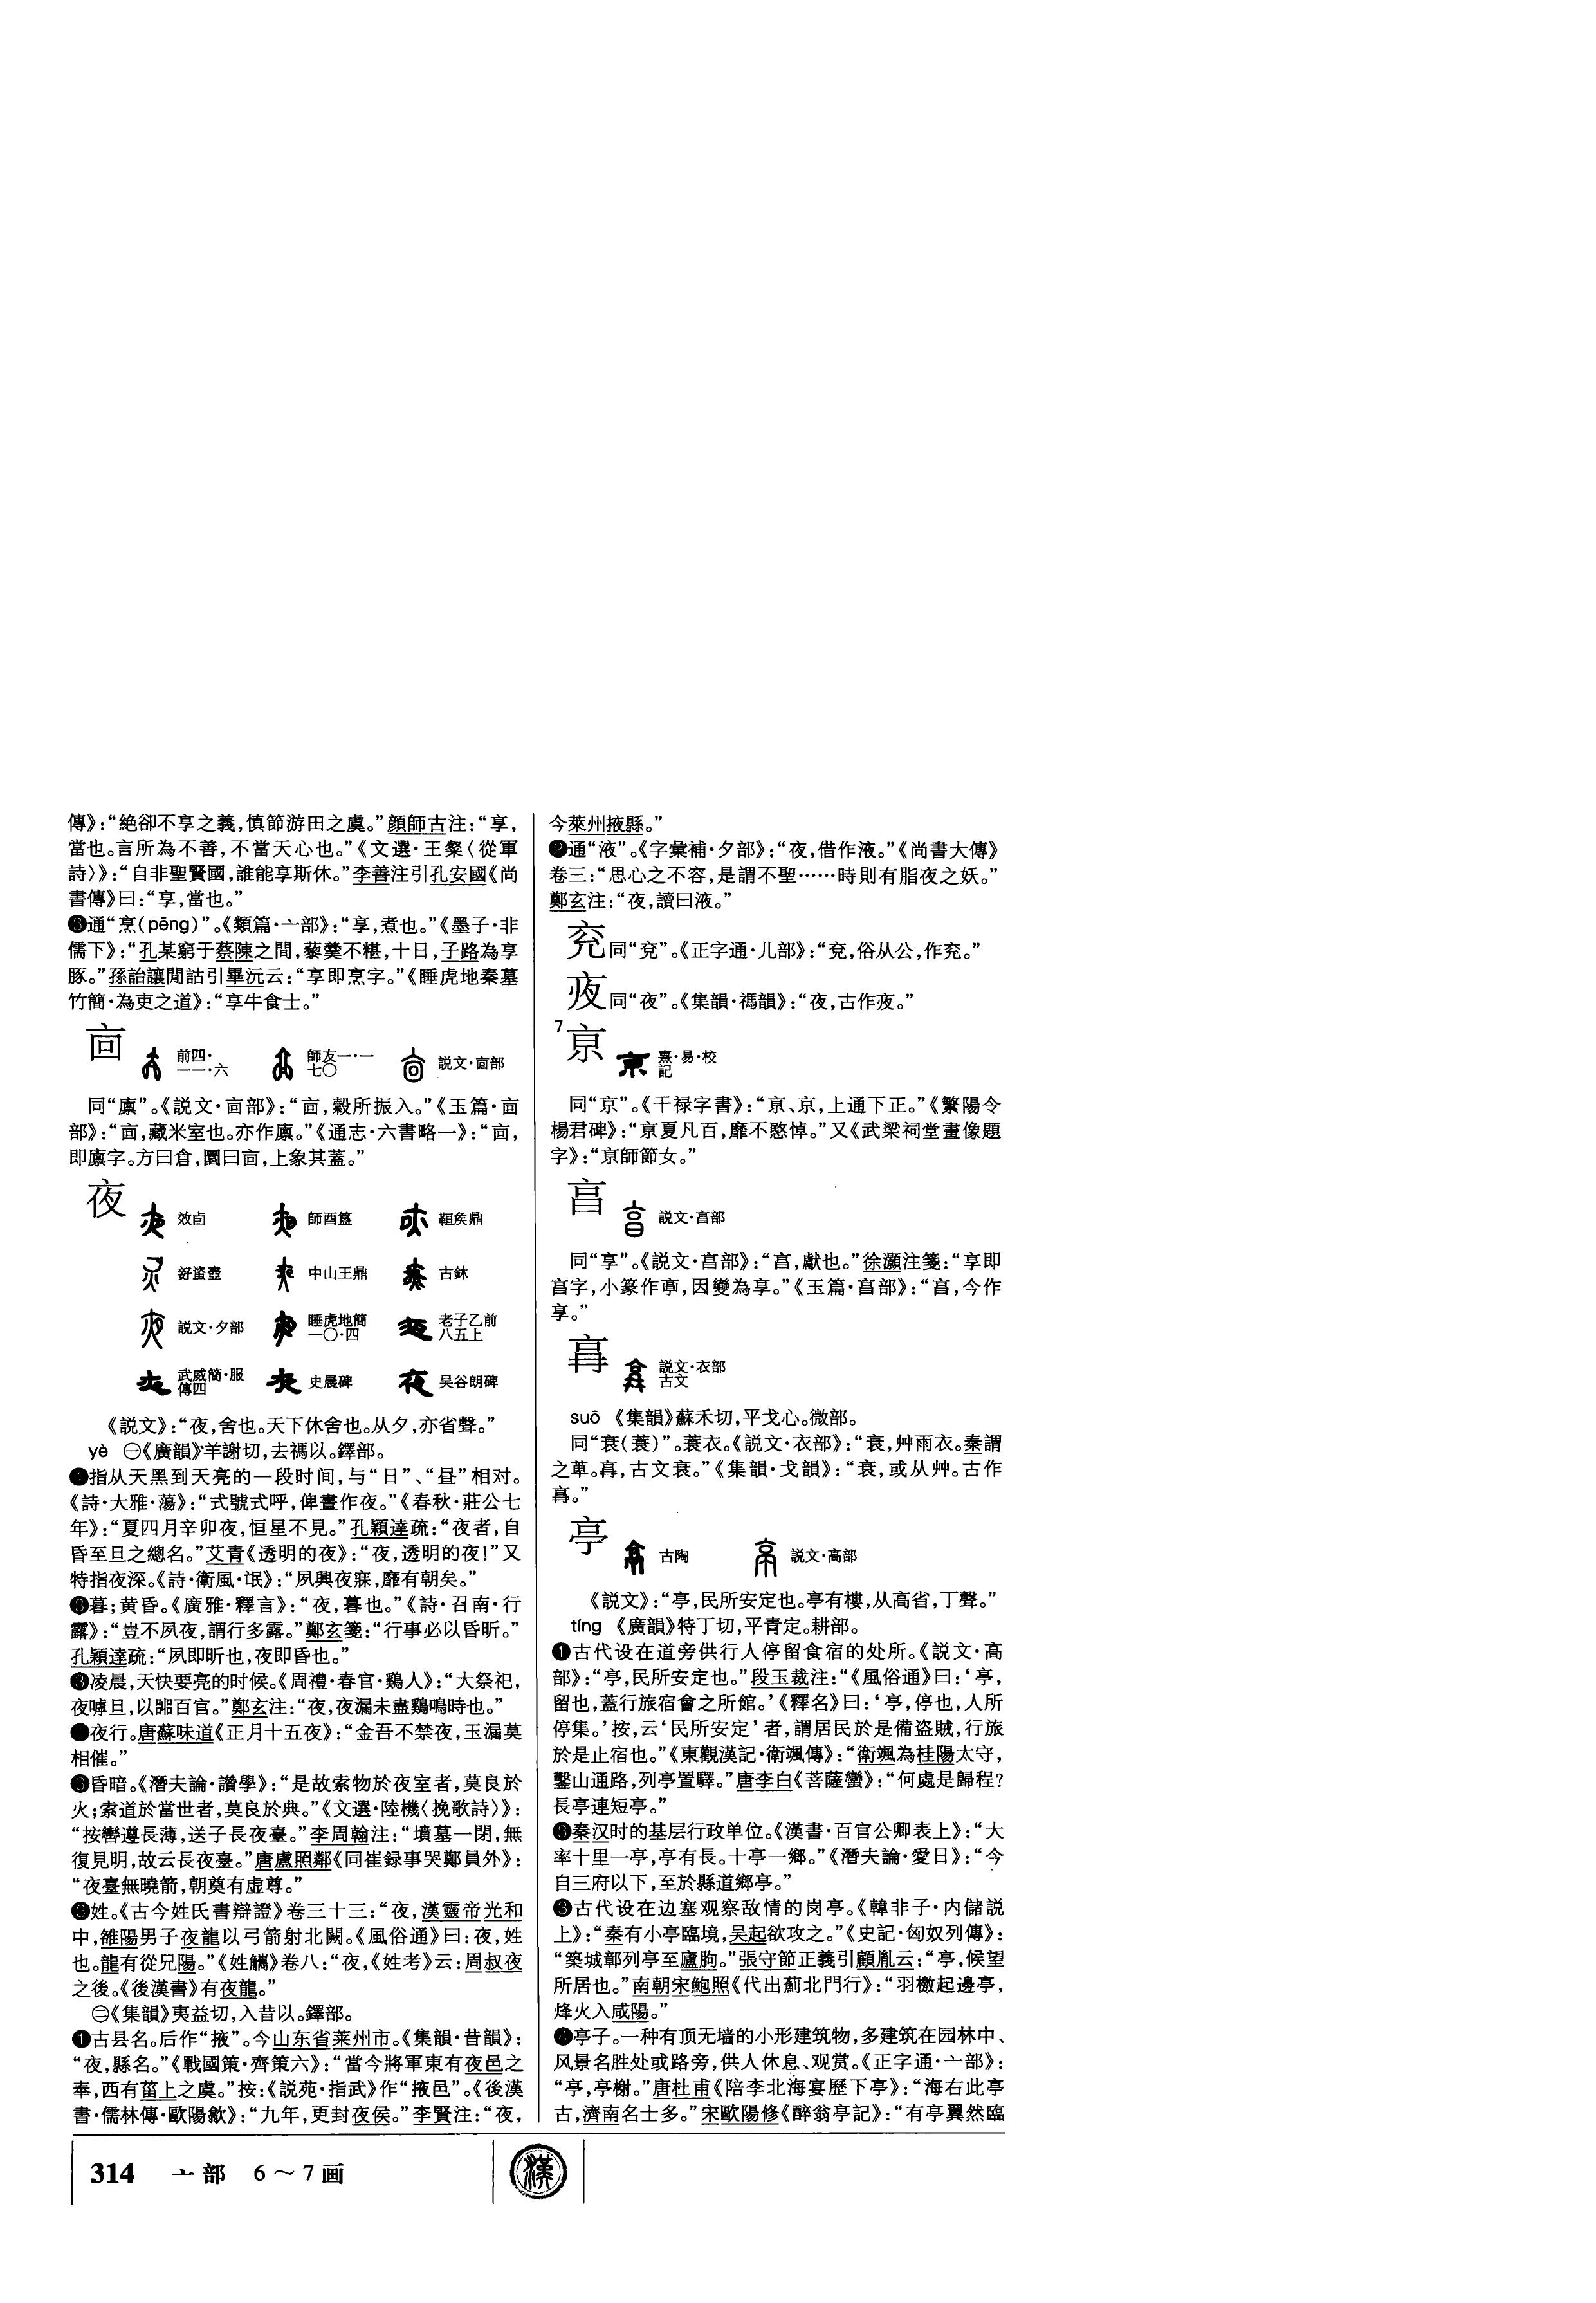 傳》：“絶卻不享之義，慎節游田之虞。”顔師古注：“享，
當也。言所為不善，不當天心也。”《文選·王粲〈從軍
詩〉》：“自非聖賢國，誰能享斯休。”李善注引孔安國《尚
書傳》曰：“享，當也。”
❻通“烹(pēng)”。《類篇·亠部》：“享，煮也。”《墨子·非
儒下》：“孔某窮于蔡陳之間，藜羹不糂，十日，子路為享
豚。”孫詒讓閒詁引畢沅云：“享即烹字。”《睡虎地秦墓
竹簡·為吏之道》：“享牛食士。”
㐭 前四·一一·六 師友一·一七〇 説文·㐭部
同“廩”。《説文·㐭部》：“㐭，穀所振入。”《玉篇·㐭
部》：“㐭，藏米室也。亦作廩。”《通志·六書略一》：“㐭，
即廩字。方曰倉，圜曰㐭，上象其蓋。”
夜 效卣 師酉簋 鞄矦鼎
𧊒壺 中山王鼎 古鉢
説文·夕部 睡虎地簡一〇·四 老子乙前八五上
武威簡·服傳四 史晨碑 吴谷朗碑
《説文》：“夜，舍也。天下休舍也。从夕，亦省聲。”
yè ㊀《廣韻》羊謝切，去禡以。鐸部。
指从天黑到天亮的一段时间，与“日”、“昼”相对。
《詩·大雅·蕩》：“式號式呼，俾晝作夜。”《春秋·莊公七
年》：“夏四月辛卯夜，恒星不見。”孔穎達疏：“夜者，自
昏至旦之總名。”艾青《透明的夜》：“夜，透明的夜！”又
特指夜深。《詩·衛風·氓》：“夙興夜寐，靡有朝矣。”
暮；黄昏。《廣雅·釋言》：“夜，暮也。”《詩·召南·行
露》：“豈不夙夜，謂行多露。”鄭玄箋：“行事必以昏昕。”
孔穎達疏：“夙即昕也，夜即昏也。”
❸凌晨，天快要亮的时候。《周禮·春官·鷄人》：“大祭祀，
夜嘑旦，以嘂百官。”鄭玄注：“夜，夜漏未盡鷄鳴時也。”
夜行。唐蘇味道《正月十五夜》：“金吾不禁夜，玉漏莫
相催。”
昏暗。《潛夫論·讚學》：“是故索物於夜室者，莫良於
火；索道於當世者，莫良於典。”《文選·陸機〈挽歌詩〉》：
“按轡遵長薄，送子長夜臺。”李周翰注：“墳墓一閉，無
復見明，故云長夜臺。”唐盧照鄰《同崔録事哭鄭員外》：
“夜臺無曉箭，朝奠有虚尊。”
❻姓。《古今姓氏書辯證》卷三十三：“夜，漢靈帝光和
中，雒陽男子夜龍以弓箭射北闕。《風俗通》曰：夜，姓
也。龍有從兄陽。”《姓觿》卷八：“夜，《姓考》云：周叔夜
之後。《後漢書》有夜龍。”
㊁《集韻》夷益切，入昔以。鐸部。
❶古县名。后作“掖”。今山东省莱州市。《集韻·昔韻》：
“夜，縣名。”《戰國策·齊策六》：“當今將軍東有夜邑之
奉，西有菑上之虞。”按：《説苑·指武》作“掖邑”。《後漢
書·儒林傳·歐陽歙》：“九年，更封夜侯。”李賢注：“夜，
今萊州掖縣。”
❷通“液”。《字彙補·夕部》：“夜，借作液。”《尚書大傳》
卷三：“思心之不容，是謂不聖……時則有脂夜之妖。”
鄭玄注：“夜，讀曰液。”
兖 同“兗”。《正字通·儿部》：“兗，俗从公，作兖。”
同“夜”。《集韻·禡韻》：“夜，古作
7
亰 熹·易·校記
同“京”。《干禄字書》：“亰、京，上通下正。”《繁陽令
楊君碑》：“亰夏凡百，靡不愍悼。”又《武梁祠堂畫像題
字》：“亰師節女。”
亯 説文·亯部
同“享”。《説文·亯部》：“亯，獻也。”徐灝注箋：“享即
亯字，小篆作𦎫，因變為享。”《玉篇·亯部》：“亯，今作
享。”
説文·衣部古文
suō 《集韻》蘇禾切，平戈心。微部。
同“衰(蓑)”。蓑衣。《説文·衣部》：“衰，艸雨衣。秦謂
之萆。，古文衰。”《集韻·戈韻》：“衰，或从艸。古作
亭 古陶 説文·高部
《説文》：“亭，民所安定也。亭有樓，从高省，丁聲。”
tíng 《廣韻》特丁切，平青定。耕部。
❶古代设在道旁供行人停留食宿的处所。《説文·高
部》：“亭，民所安定也。”段玉裁注：“《風俗通》曰：‘亭，
留也，蓋行旅宿會之所館。’《釋名》曰：‘亭，停也，人所
停集。’按，云‘民所安定’者，謂居民於是備盗賊，行旅
於是止宿也。”《東觀漢記·衛颯傳》：“衛颯為桂陽太守，
鑿山通路，列亭置驛。”唐李白《菩薩蠻》：“何處是歸程？
長亭連短亭。”
秦汉时的基层行政单位。《漢書·百官公卿表上》：“大
率十里一亭，亭有長。十亭一鄉。”《潛夫論·愛日》：“今
自三府以下，至於縣道鄉亭。”
❸古代设在边塞观察敌情的岗亭。《韓非子·内儲説
上》：“秦有小亭臨境，吴起欲攻之。”《史記·匈奴列傳》：
“築城鄣列亭至廬朐。”張守節正義引顧胤云：“亭，候望
所居也。”南朝宋鮑照《代出薊北門行》：“羽檄起邊亭，
烽火入咸陽。”
❹亭子。一种有顶无墙的小形建筑物，多建筑在园林中、
风景名胜处或路旁，供人休息、观赏。《正字通·亠部》：
“亭，亭榭。”唐杜甫《陪李北海宴歷下亭》：“海右此亭
古，濟南名士多。”宋歐陽修《醉翁亭記》：“有亭翼然臨
314 亠部 6～7画
漢